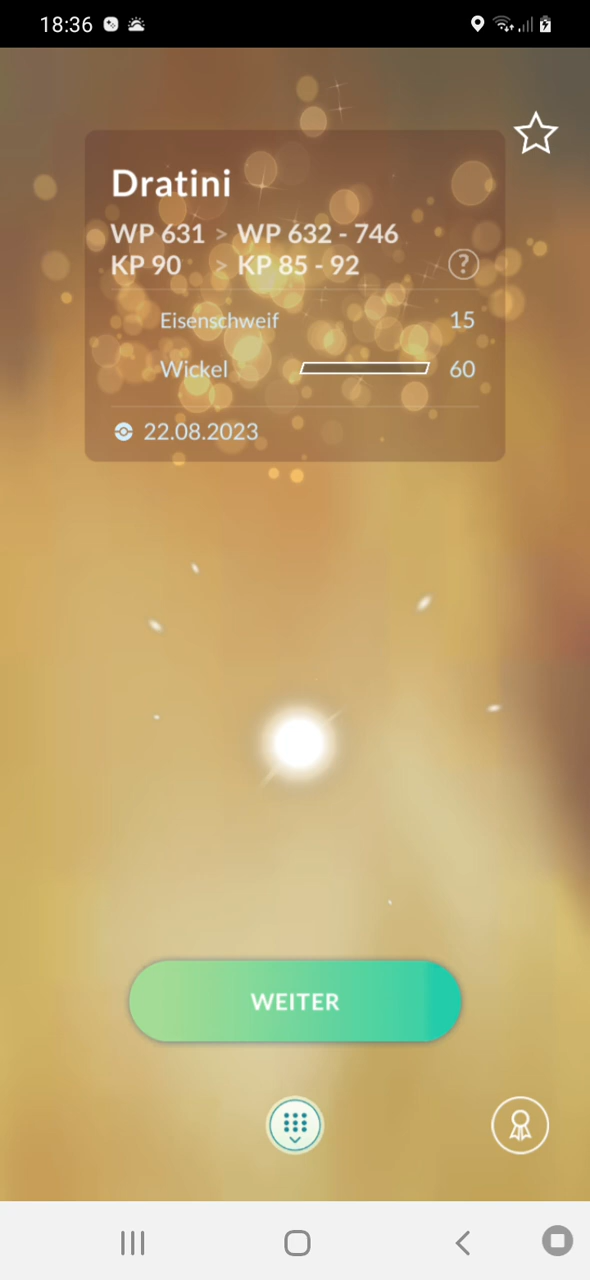 18:36
Dratini
WP 631 > WP 632 - 746
KP 90 > KP 85 - 92
?
Eisenschweif 15
Wickel 60
22.08.2023
WEITER